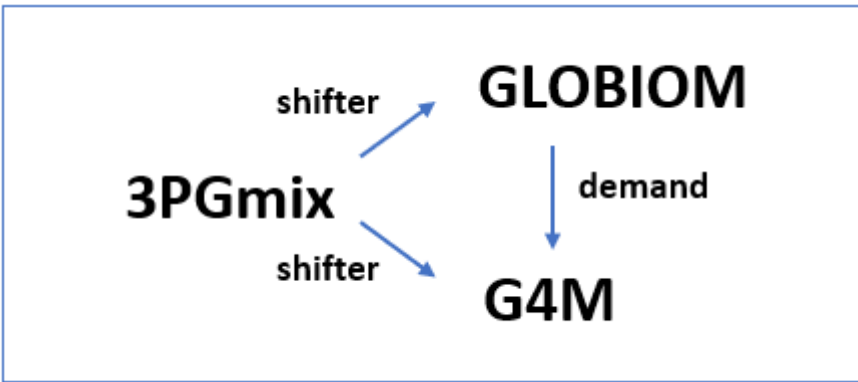 GLOBIOM
shifter
demand
3PGmix
shifter
G4M